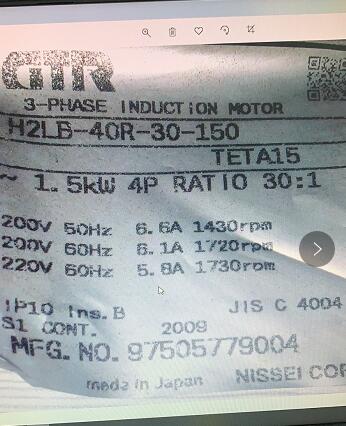 GTR
3-PHASE INDUCTION MOTOR
H2LB-40R-30-150
TETA15
~ 1.5kW 4P RATIO 30:1
200V 50Hz 6.6A 1430rpm
200V 60Hz 6.1A 1720rpm
220V 60Hz 5.8A 1730rpm
IP10 Ins.B JIS C 4004
S1 CONT. 2009
MFG. NO. 97505779004
made in Japan NISSEI COR